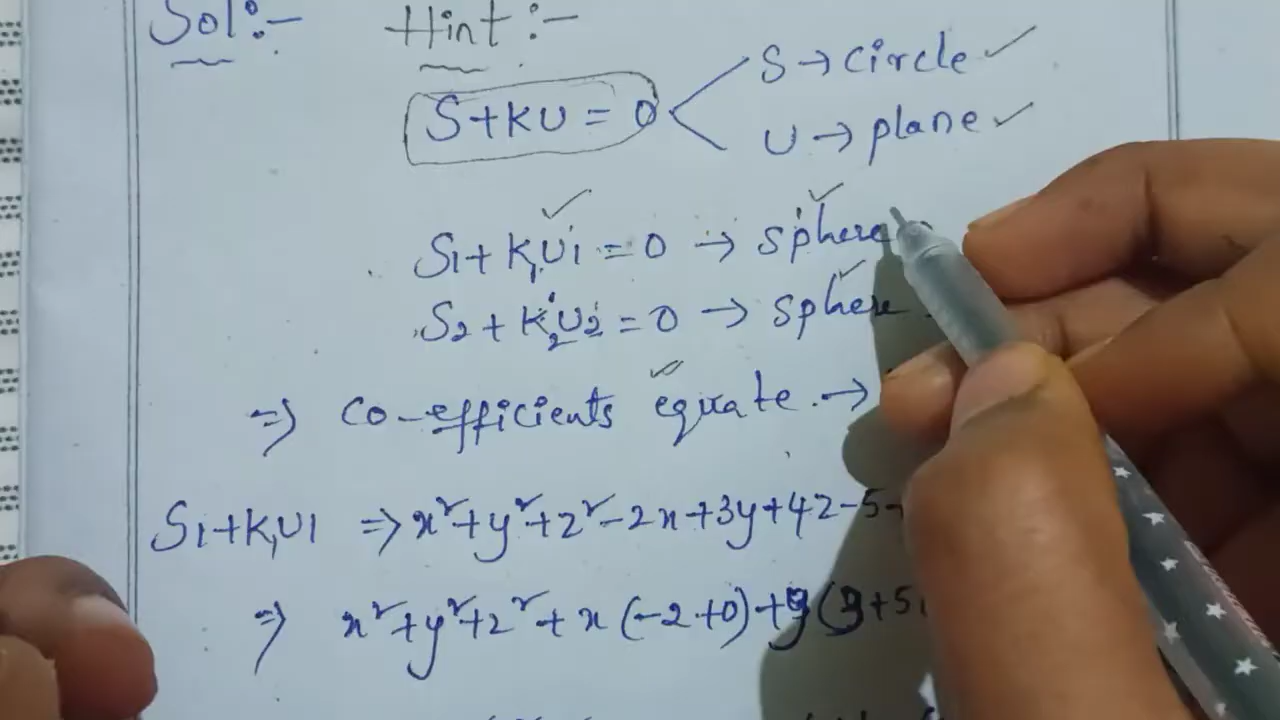 Sol:- Hint:-
S+KU=0 S→circle ✓
U→plane ✓
S1+K1U1=0 → sphere
S2+K2U2=0 → sphere
⇒ co-efficients equate.→
S1+K1U1 ⇒ x²+y²+z²-2x+3y+4z-5
⇒ x²+y²+z²+x(-2+0)+y(3+5